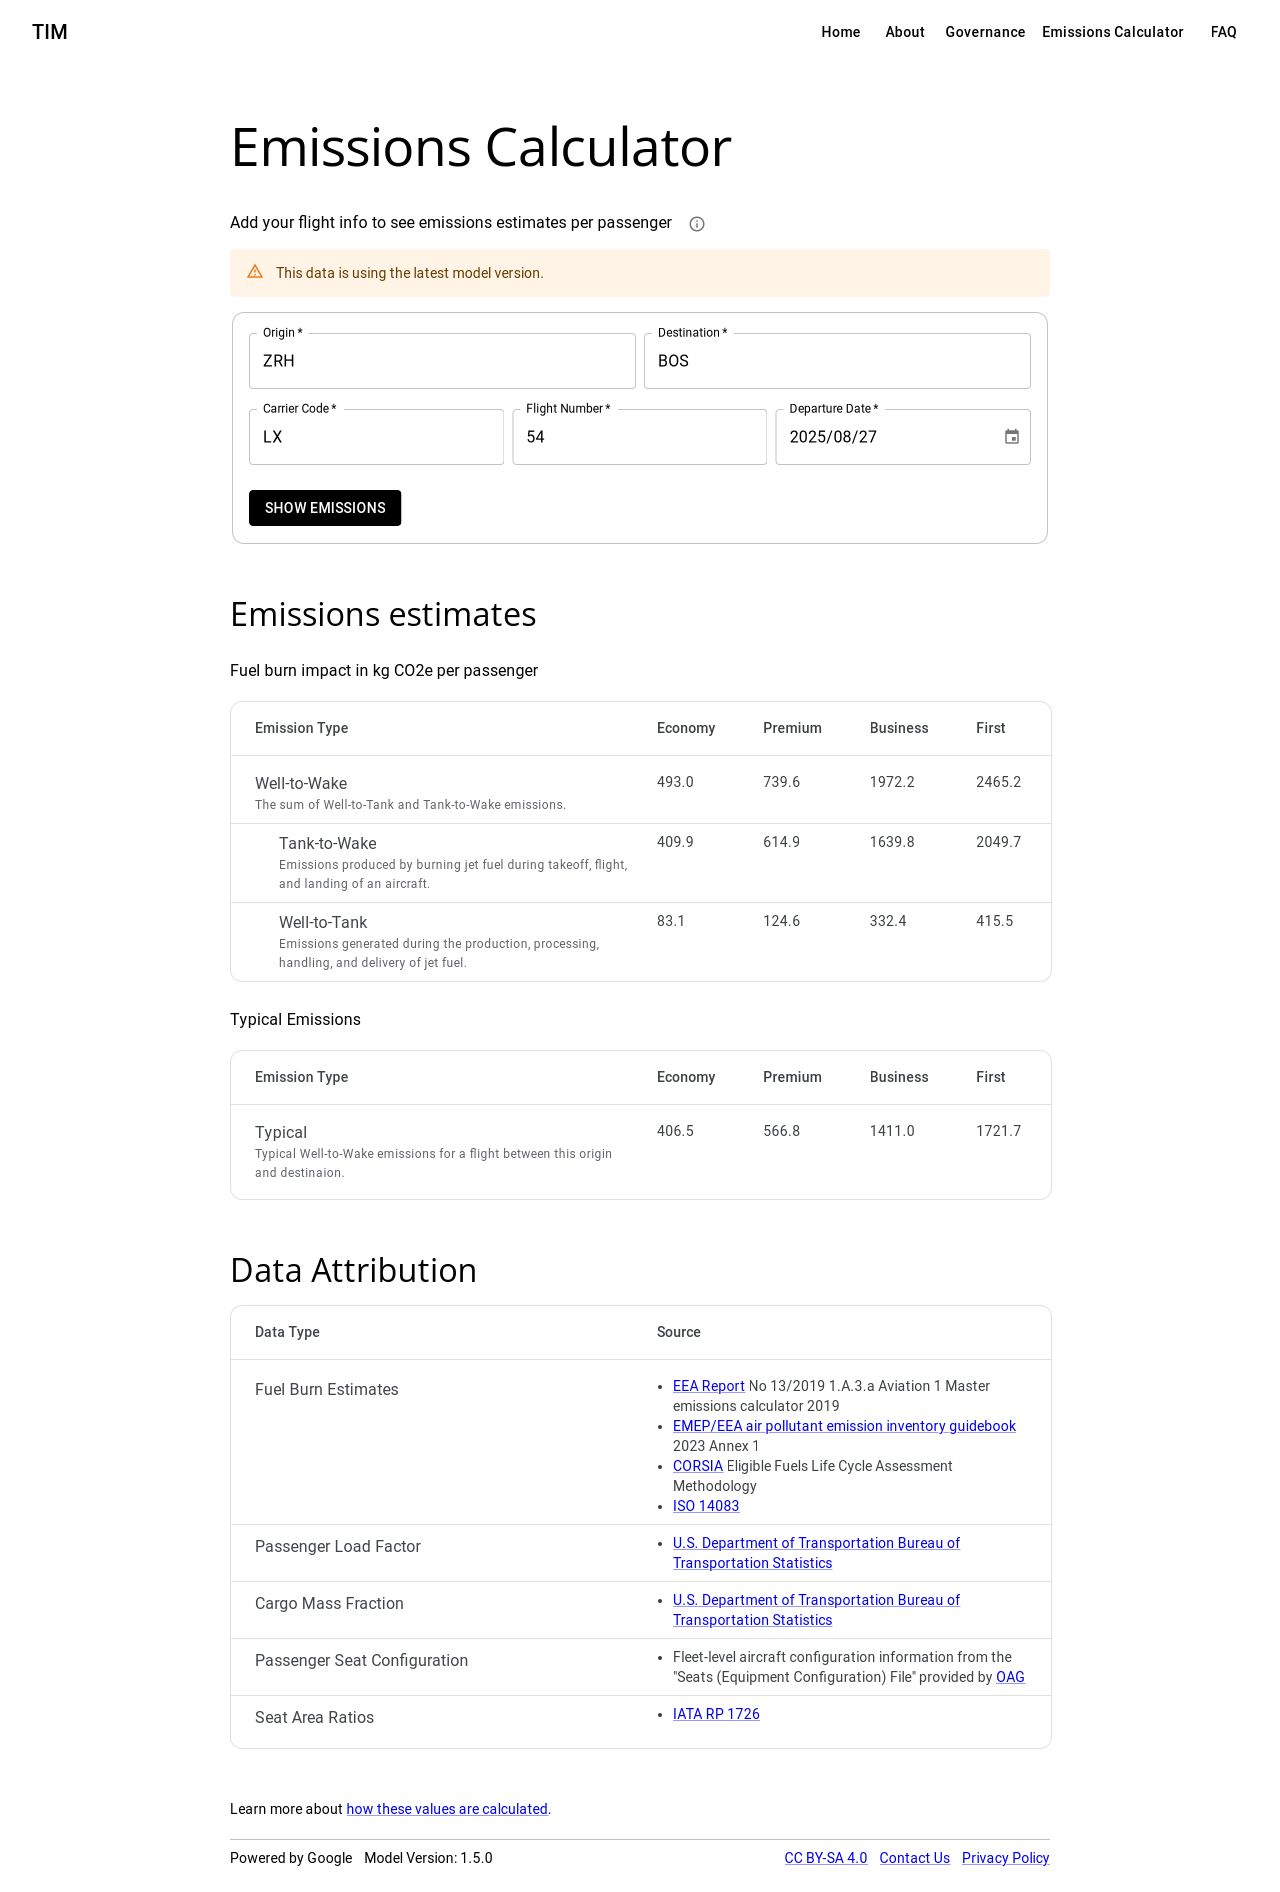 TIM
Home About Governance Emissions Calculator FAQ
Emissions Calculator
Add your flight info to see emissions estimates per passenger
This data is using the latest model version.
Origin *
ZRH
Destination *
BOS
Carrier Code *
LX
Flight Number *
54
Departure Date *
2025/08/27
SHOW EMISSIONS
Emissions estimates
Fuel burn impact in kg CO2e per passenger
Emission Type Economy Premium Business First
Well-to-Wake 493.0 739.6 1972.2 2465.2
The sum of Well-to-Tank and Tank-to-Wake emissions.
Tank-to-Wake 409.9 614.9 1639.8 2049.7
Emissions produced by burning jet fuel during takeoff, flight,
and landing of an aircraft.
Well-to-Tank 83.1 124.6 332.4 415.5
Emissions generated during the production, processing,
handling, and delivery of jet fuel.
Typical Emissions
Emission Type Economy Premium Business First
Typical 406.5 566.8 1411.0 1721.7
Typical Well-to-Wake emissions for a flight between this origin
and destinaion.
Data Attribution
Data Type Source
Fuel Burn Estimates
• EEA Report No 13/2019 1.A.3.a Aviation 1 Master
emissions calculator 2019
• EMEP/EEA air pollutant emission inventory guidebook
2023 Annex 1
• CORSIA Eligible Fuels Life Cycle Assessment
Methodology
• ISO 14083
Passenger Load Factor
• U.S. Department of Transportation Bureau of
Transportation Statistics
Cargo Mass Fraction
• U.S. Department of Transportation Bureau of
Transportation Statistics
Passenger Seat Configuration
• Fleet-level aircraft configuration information from the
"Seats (Equipment Configuration) File" provided by OAG
Seat Area Ratios
• IATA RP 1726
Learn more about how these values are calculated.
Powered by Google Model Version: 1.5.0 CC BY-SA 4.0 Contact Us Privacy Policy